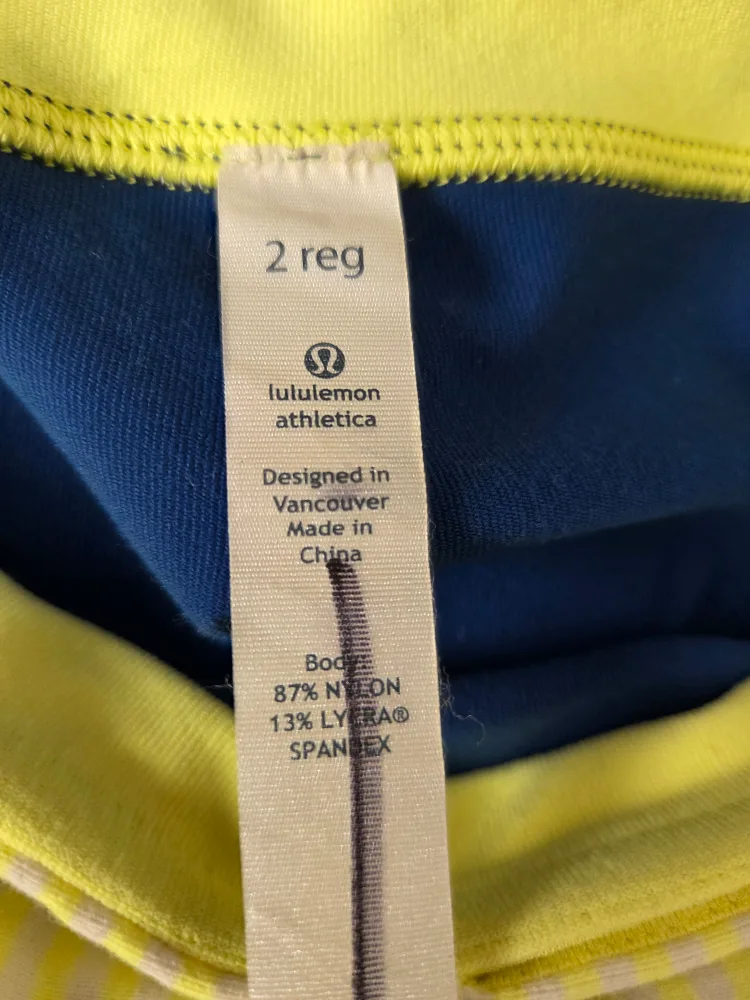 2 reg
lululemon
athletica
Designed in
Vancouver
Made in
China
Body:
87% NYLON
13% LYCRA®
SPANDEX